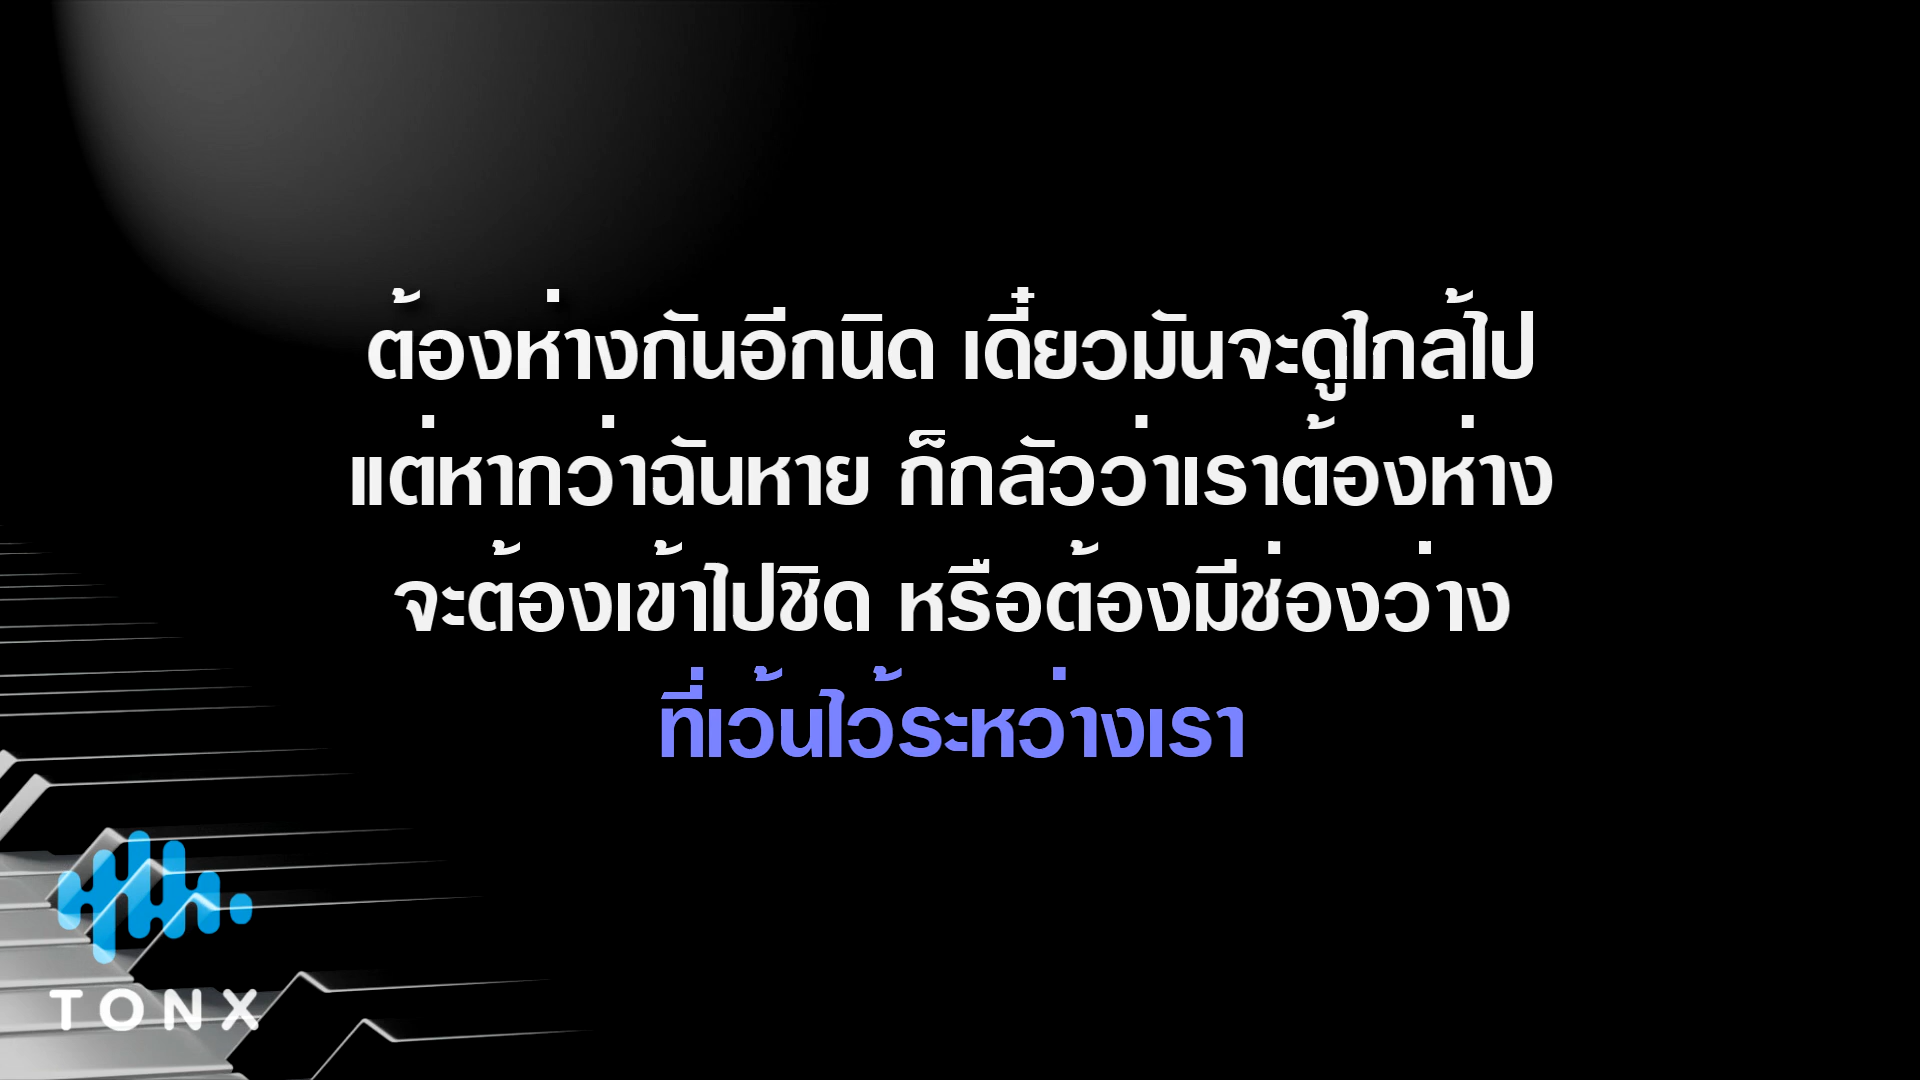 ต้องห่างกันอีกนิด เดี๋ยวมันจะดูใกล้ไป
แต่หากว่าฉันหาย ก็กลัวว่าเราต้องห่าง
จะต้องเข้าไปชิด หรือต้องมีช่องว่าง
ที่เว้นไว้ระหว่างเรา
TONX